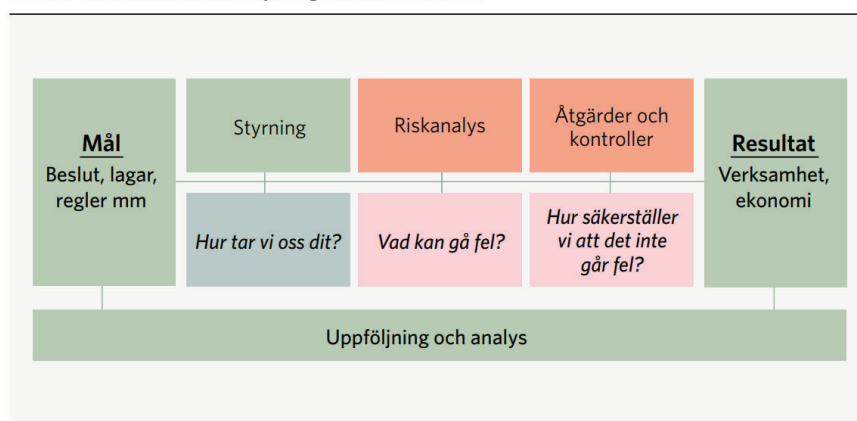 Mål
Beslut, lagar,
regler mm
Styrning
Hur tar vi oss dit?
Riskanalys
Vad kan gå fel?
Åtgärder och
kontroller
Hur säkerställer
vi att det inte
går fel?
Resultat
Verksamhet,
ekonomi
Uppföljning och analys